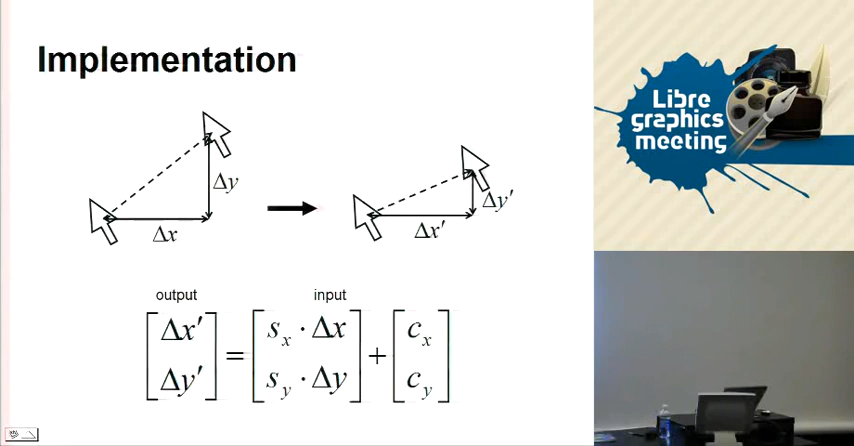 Implementation
Δy
Δx
Δy′
Δx′
output
input
[Δx′ Δy′] = [s_x · Δx s_y · Δy] + [c_x c_y]
Libre
graphics
meeting